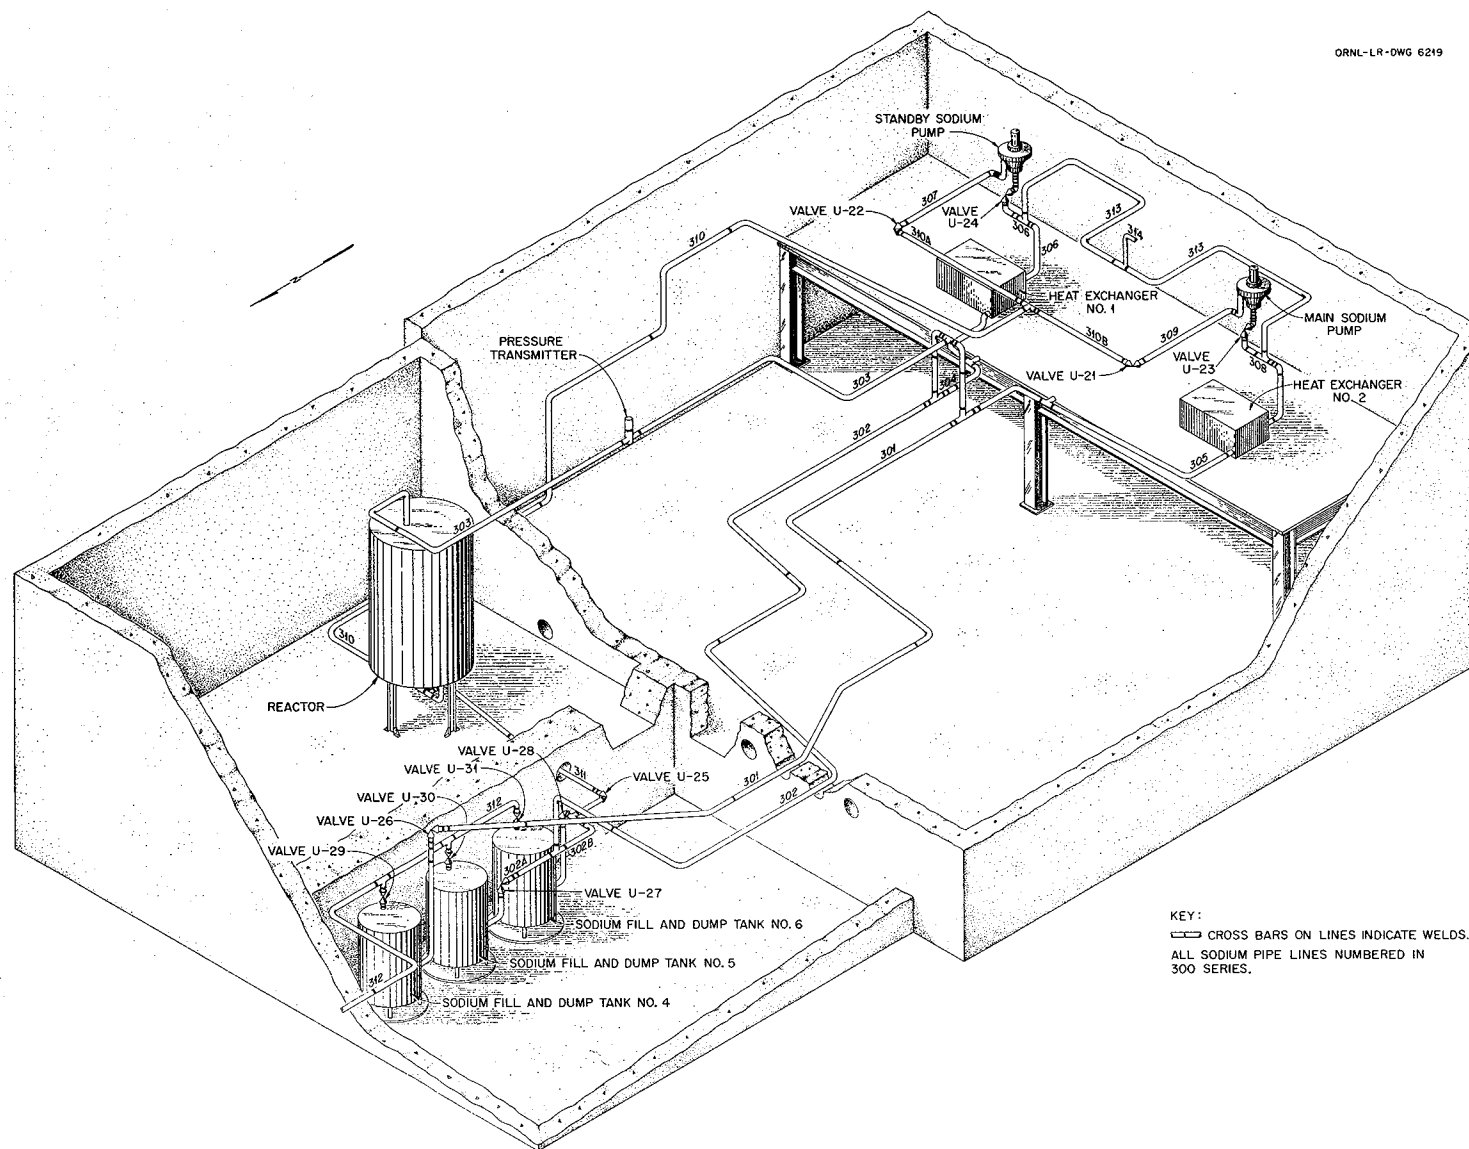 ORNL-LR-DWG 6219
STANDBY SODIUM
PUMP
307
VALVE U-22
VALVE
U-24
306
313
310A
306
314
313
310
HEAT EXCHANGER
NO. 1
MAIN SODIUM
PUMP
309
310B
PRESSURE
TRANSMITTER
VALVE
U-23
308
VALVE U-21
303
304
HEAT EXCHANGER
NO. 2
302
301
305
303
310
REACTOR
VALVE U-28
VALVE U-31
311
VALVE U-25
301
302
VALVE U-30
312
VALVE U-26
VALVE U-29
302A
302B
VALVE U-27
SODIUM FILL AND DUMP TANK NO. 6
SODIUM FILL AND DUMP TANK NO. 5
312
SODIUM FILL AND DUMP TANK NO. 4
KEY:
CROSS BARS ON LINES INDICATE WELDS.
ALL SODIUM PIPE LINES NUMBERED IN
300 SERIES.
N